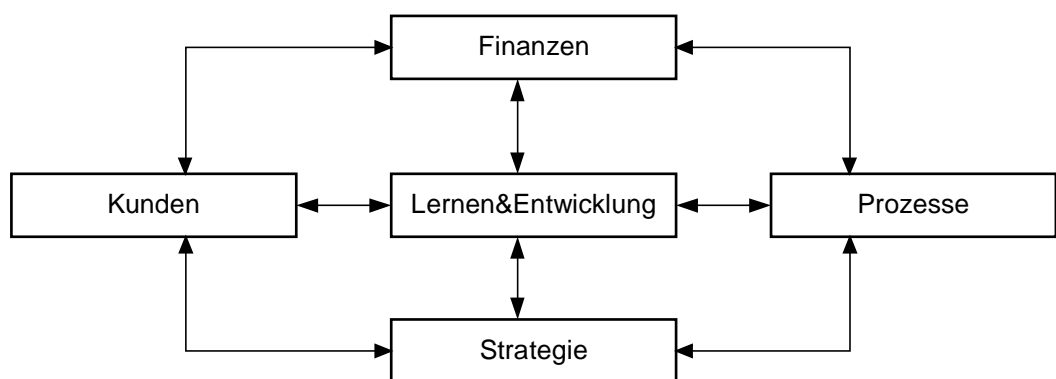 Finanzen
Kunden
Lernen&Entwicklung
Prozesse
Strategie